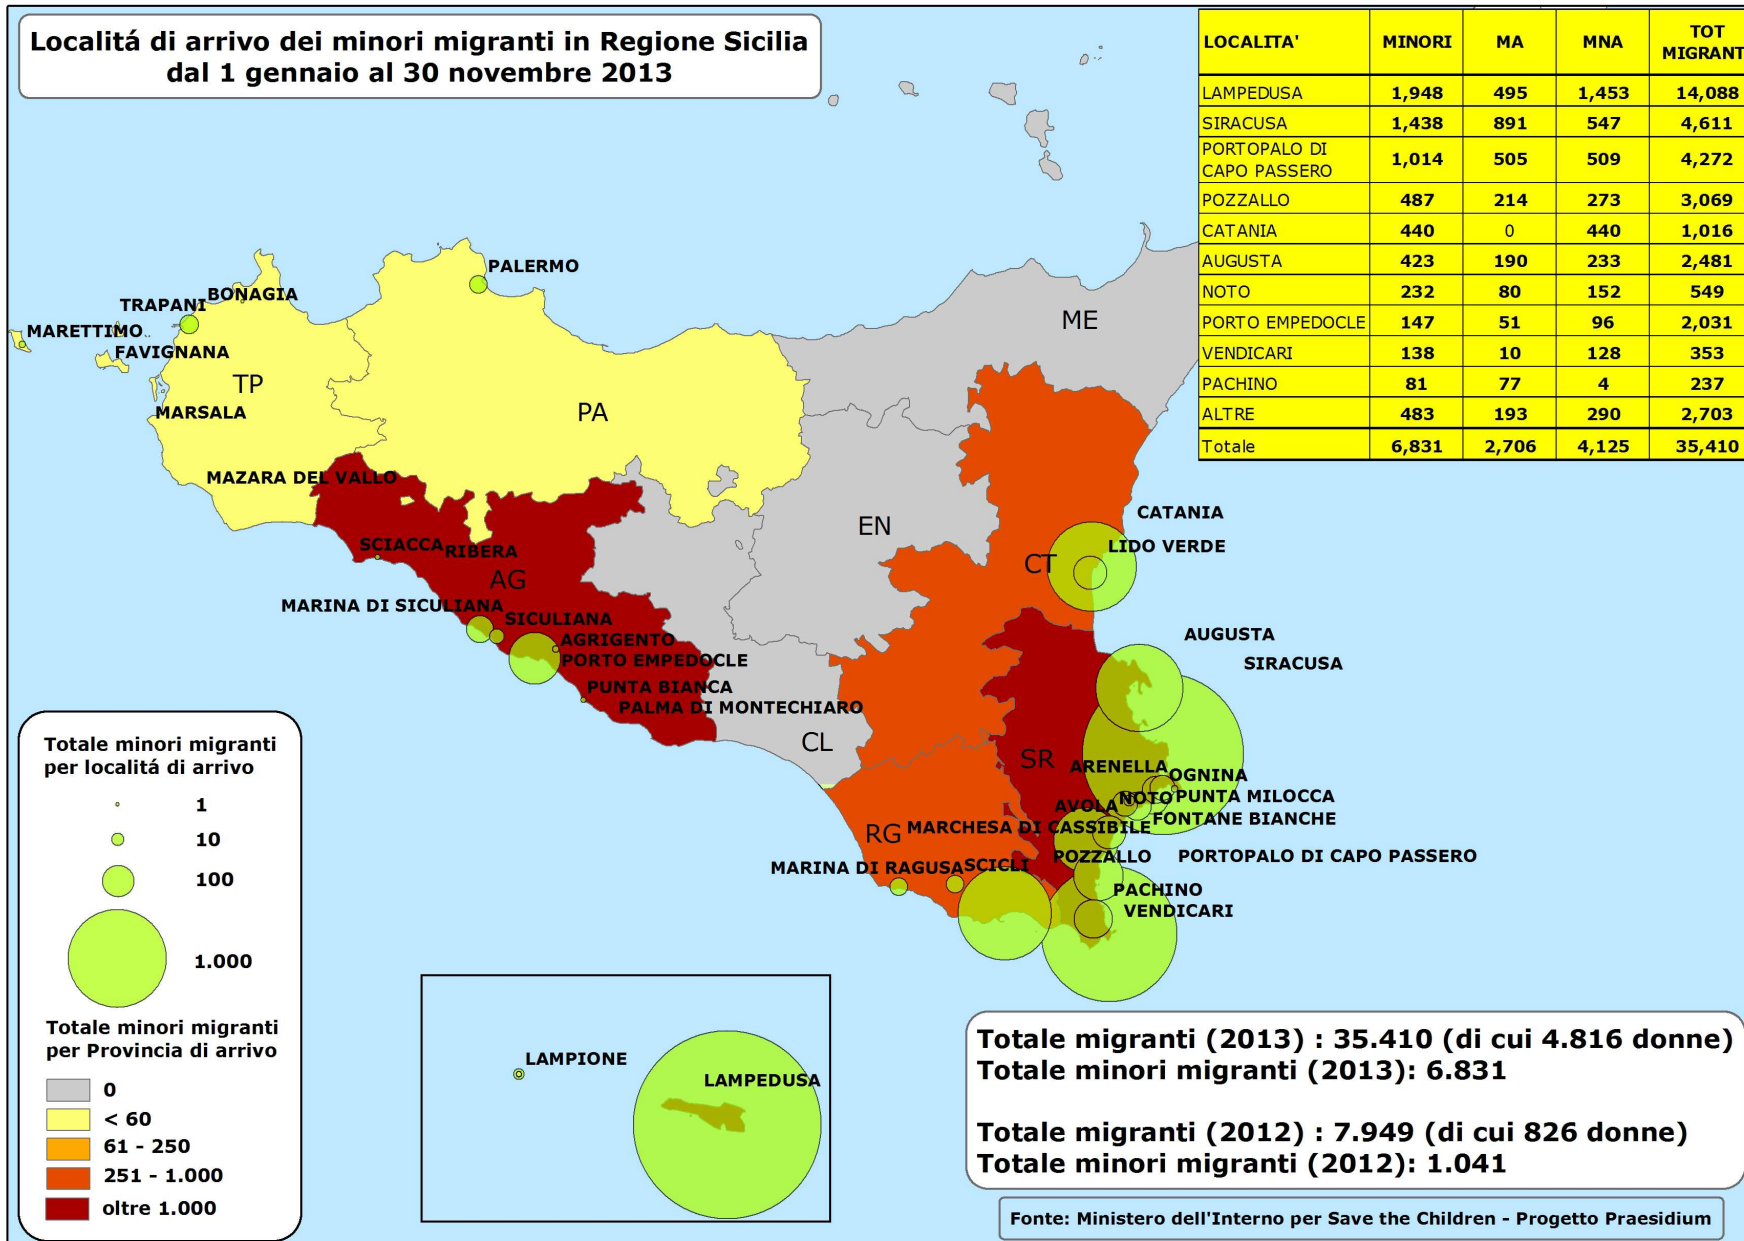 Localitá di arrivo dei minori migranti in Regione Sicilia
dal 1 gennaio al 30 novembre 2013
LOCALITA' MINORI MA MNA TOT
MIGRANT
LAMPEDUSA 1,948 495 1,453 14,088
SIRACUSA 1,438 891 547 4,611
PORTOPALO DI
CAPO PASSERO 1,014 505 509 4,272
POZZALLO 487 214 273 3,069
CATANIA 440 0 440 1,016
AUGUSTA 423 190 233 2,481
NOTO 232 80 152 549
PORTO EMPEDOCLE 147 51 96 2,031
VENDICARI 138 10 128 353
PACHINO 81 77 4 237
ALTRE 483 193 290 2,703
Totale 6,831 2,706 4,125 35,410
PALERMO
BONAGIA
TRAPANI
MARETTIMO
FAVIGNANA
TP
MARSALA
ME
PA
MAZARA DEL VALLO
EN
CATANIA
LIDO VERDE
CT
SCIACCA
RIBERA
AG
MARINA DI SICULIANA
SICULIANA
AGRIGENTO
PORTO EMPEDOCLE
PUNTA BIANCA
PALMA DI MONTECHIARO
CL
AUGUSTA
SIRACUSA
SR
ARENELLA
OGNINA
NOTO
PUNTA MILOCCA
AVOLA
FONTANE BIANCHE
RG
MARCHESA DI CASSIBILE
POZZALLO
PORTOPALO DI CAPO PASSERO
MARINA DI RAGUSA
SCICLI
PACHINO
VENDICARI
Totale minori migranti
per localitá di arrivo
1
10
100
1.000
Totale minori migranti
per Provincia di arrivo
0
< 60
61 - 250
251 - 1.000
oltre 1.000
LAMPIONE
LAMPEDUSA
Totale migranti (2013) : 35.410 (di cui 4.816 donne)
Totale minori migranti (2013): 6.831
Totale migranti (2012) : 7.949 (di cui 826 donne)
Totale minori migranti (2012): 1.041
Fonte: Ministero dell'Interno per Save the Children - Progetto Praesidium